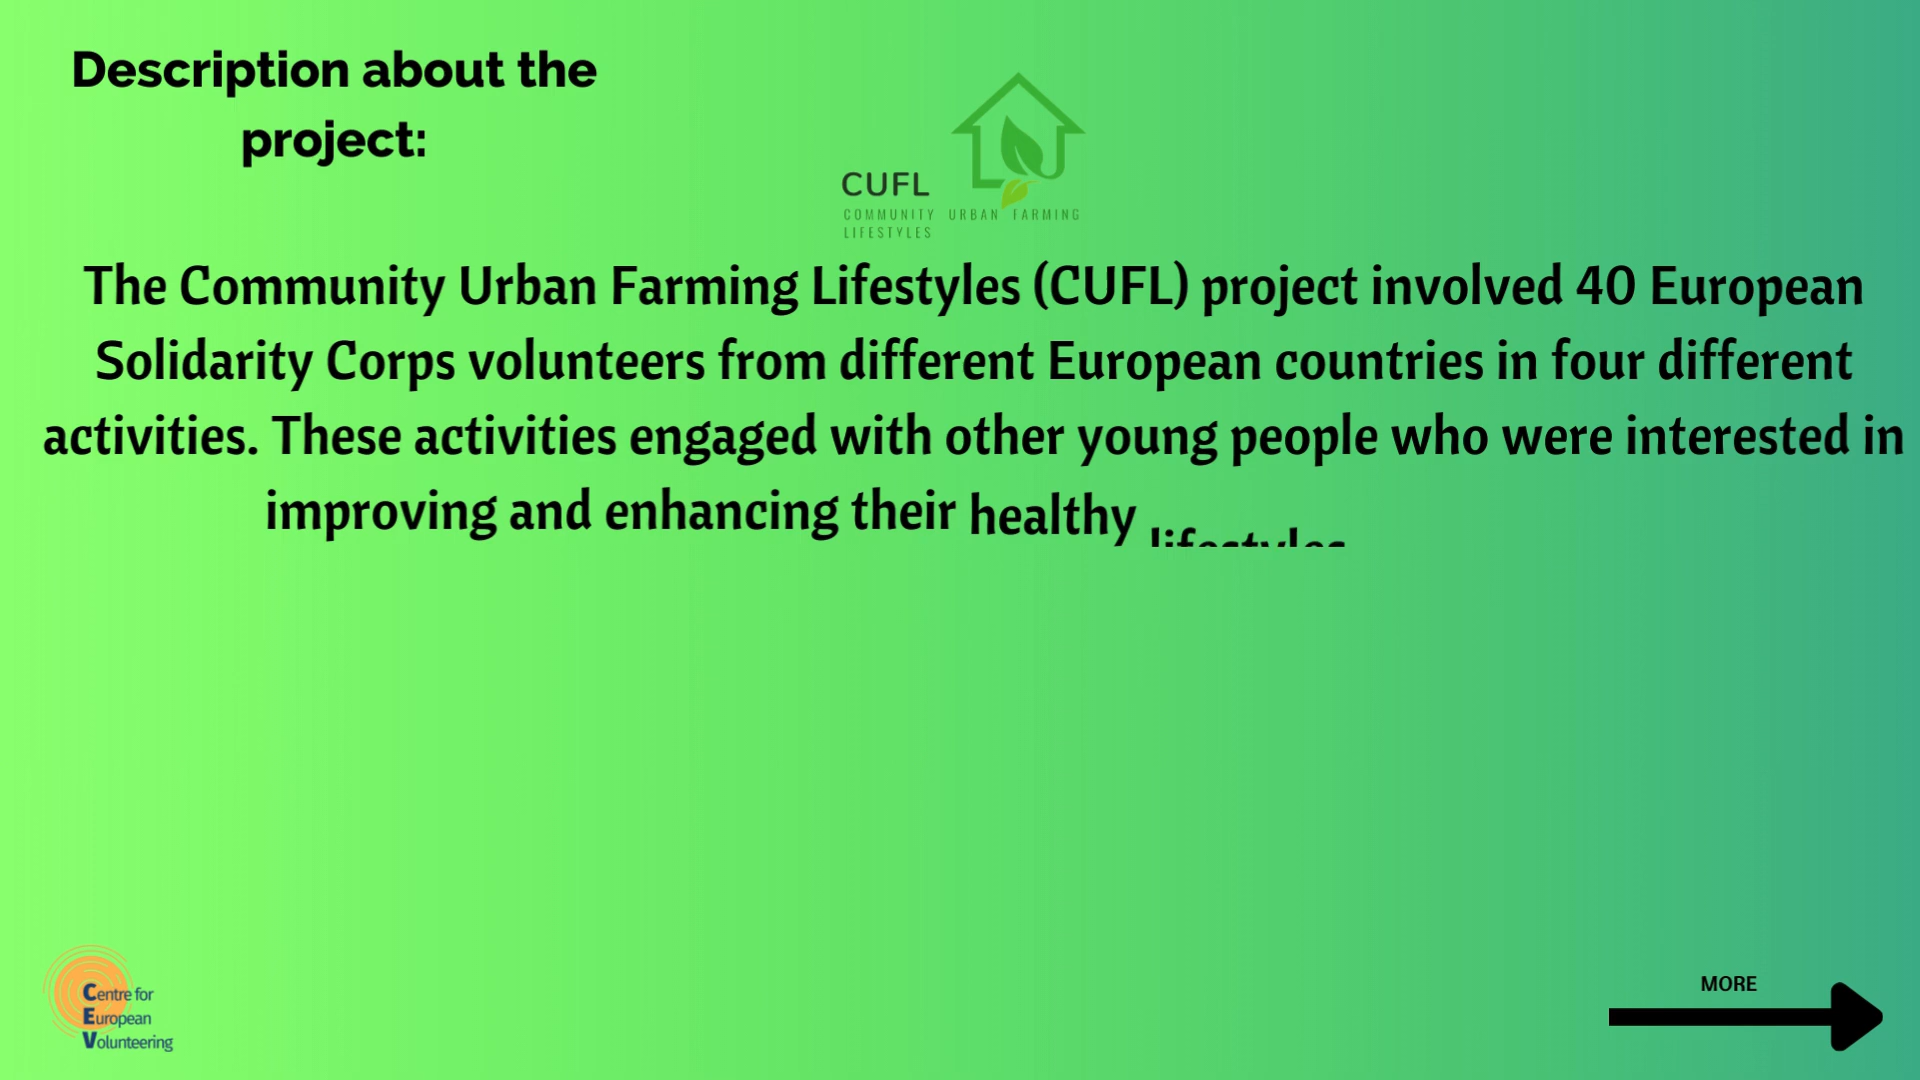 Description about the
project:
CUFL
COMMUNITY URBAN FARMING
LIFESTYLES
The Community Urban Farming Lifestyles (CUFL) project involved 40 European
Solidarity Corps volunteers from different European countries in four different
activities. These activities engaged with other young people who were interested in
improving and enhancing their healthy lifestyles
Centre for
European
Volunteering
MORE